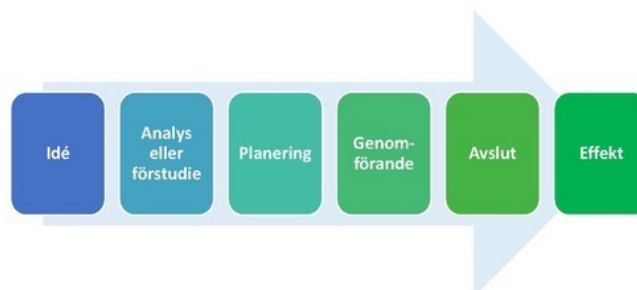 Idé
Analys
eller
förstudie
Planering
Genom-
förande
Avslut
Effekt